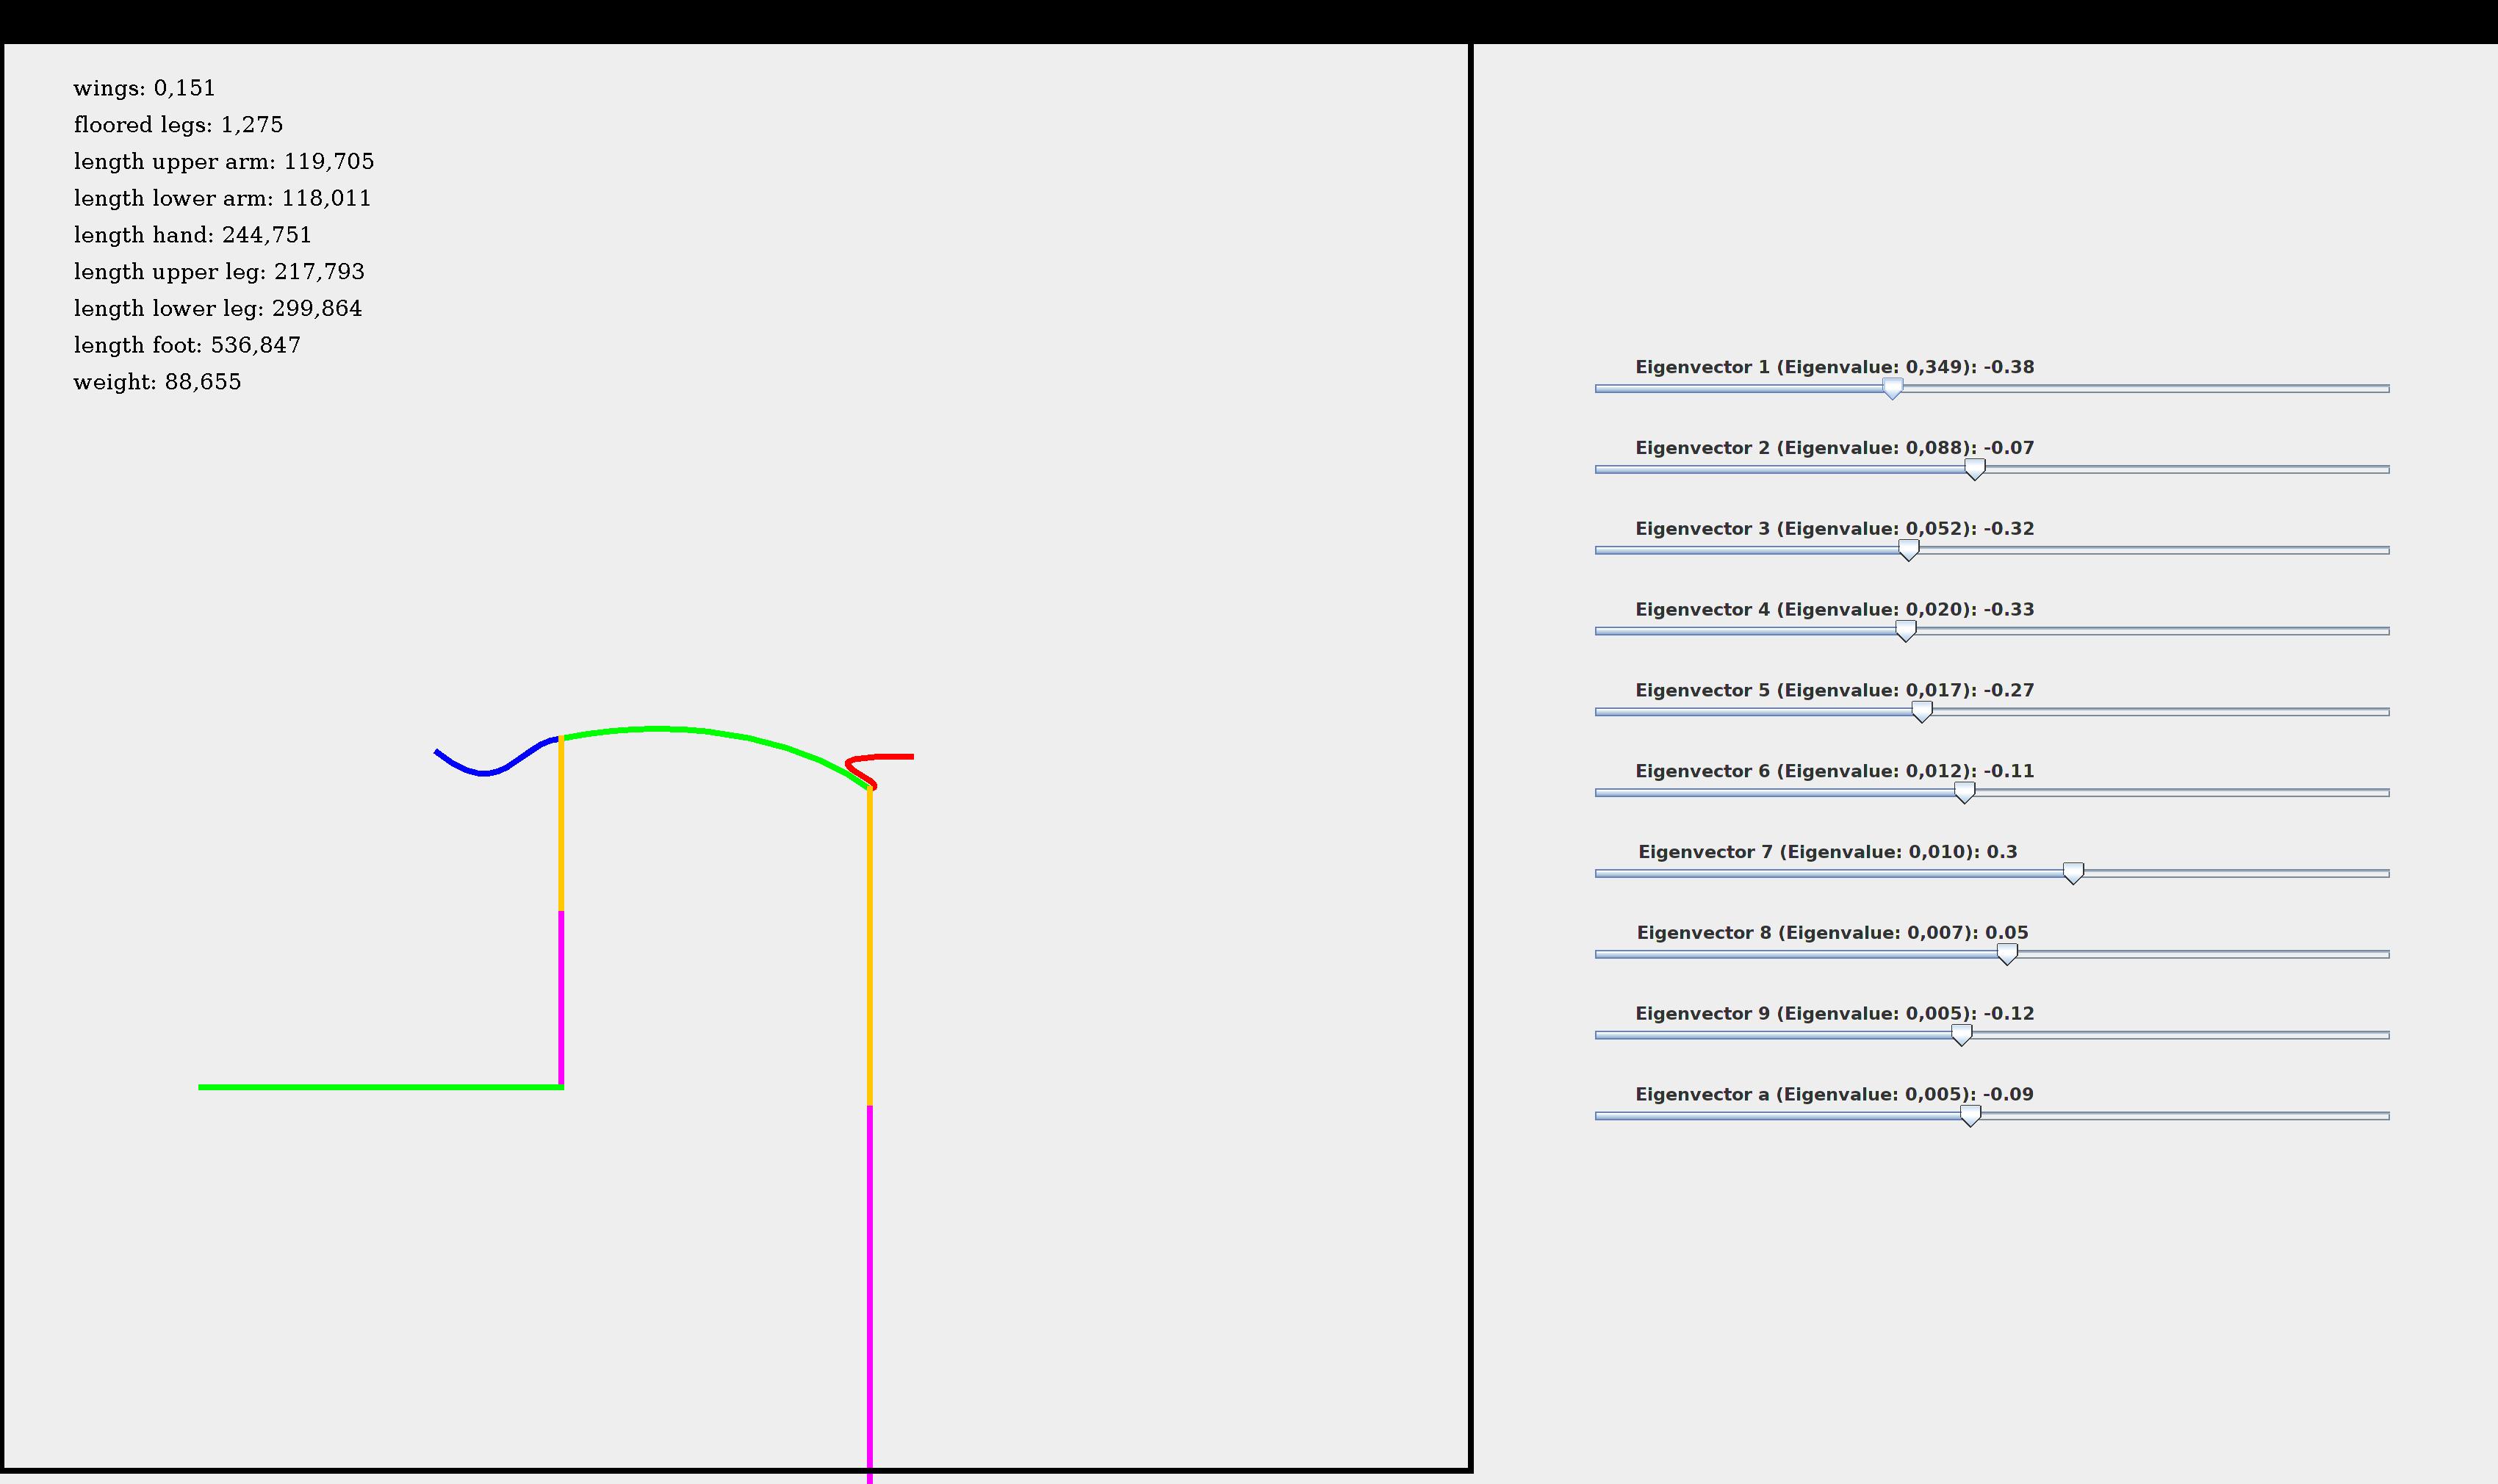 wings: 0,151
floored legs: 1,275
length upper arm: 119,705
length lower arm: 118,011
length hand: 244,751
length upper leg: 217,793
length lower leg: 299,864
length foot: 536,847
weight: 88,655
Eigenvector 1 (Eigenvalue: 0,349): -0.38
Eigenvector 2 (Eigenvalue: 0,088): -0.07
Eigenvector 3 (Eigenvalue: 0,052): -0.32
Eigenvector 4 (Eigenvalue: 0,020): -0.33
Eigenvector 5 (Eigenvalue: 0,017): -0.27
Eigenvector 6 (Eigenvalue: 0,012): -0.11
Eigenvector 7 (Eigenvalue: 0,010): 0.3
Eigenvector 8 (Eigenvalue: 0,007): 0.05
Eigenvector 9 (Eigenvalue: 0,005): -0.12
Eigenvector a (Eigenvalue: 0,005): -0.09